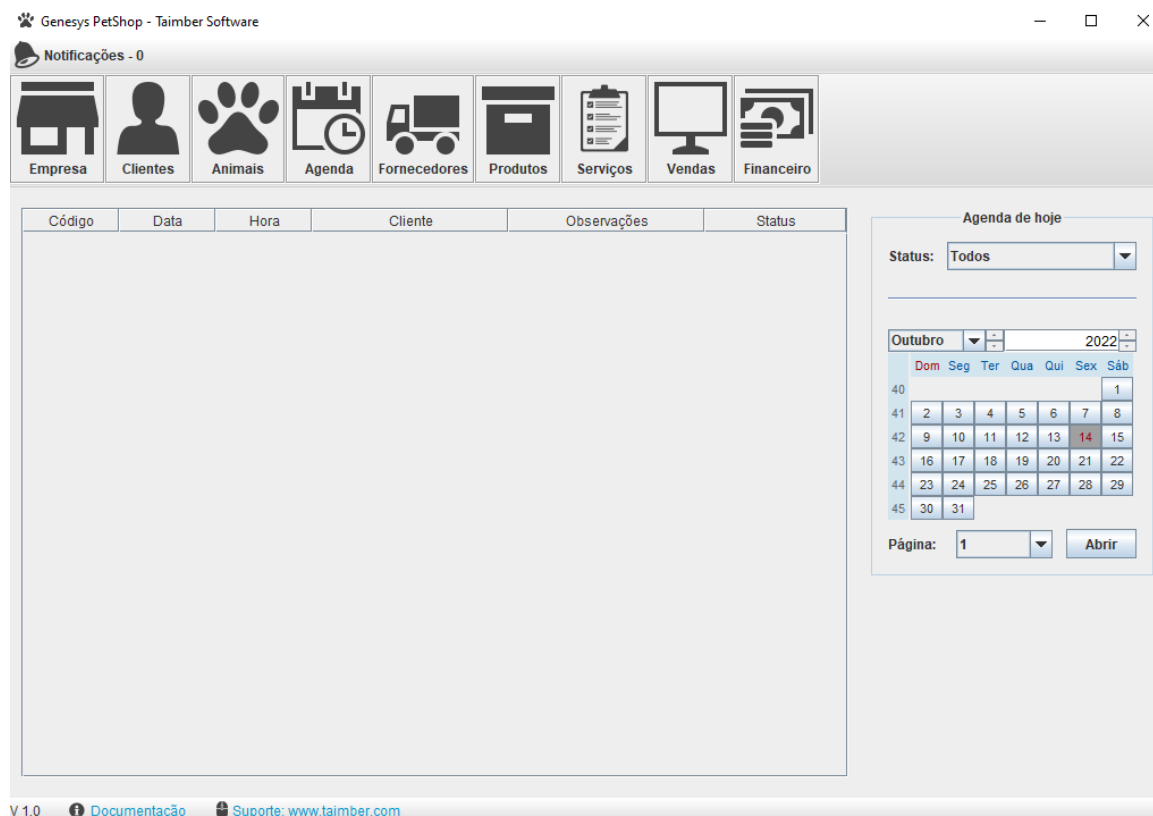 Genesys PetShop - Taimber Software
Notificações - 0
Empresa Clientes Animais Agenda Fornecedores Produtos Serviços Vendas Financeiro
Código Data Hora Cliente Observações Status
Agenda de hoje
Status: Todos
Outubro 2022
Dom Seg Ter Qua Qui Sex Sáb
40 1
41 2 3 4 5 6 7 8
42 9 10 11 12 13 14 15
43 16 17 18 19 20 21 22
44 23 24 25 26 27 28 29
45 30 31
Página: 1 Abrir
V 1.0 Documentação Suporte: www.taimber.com